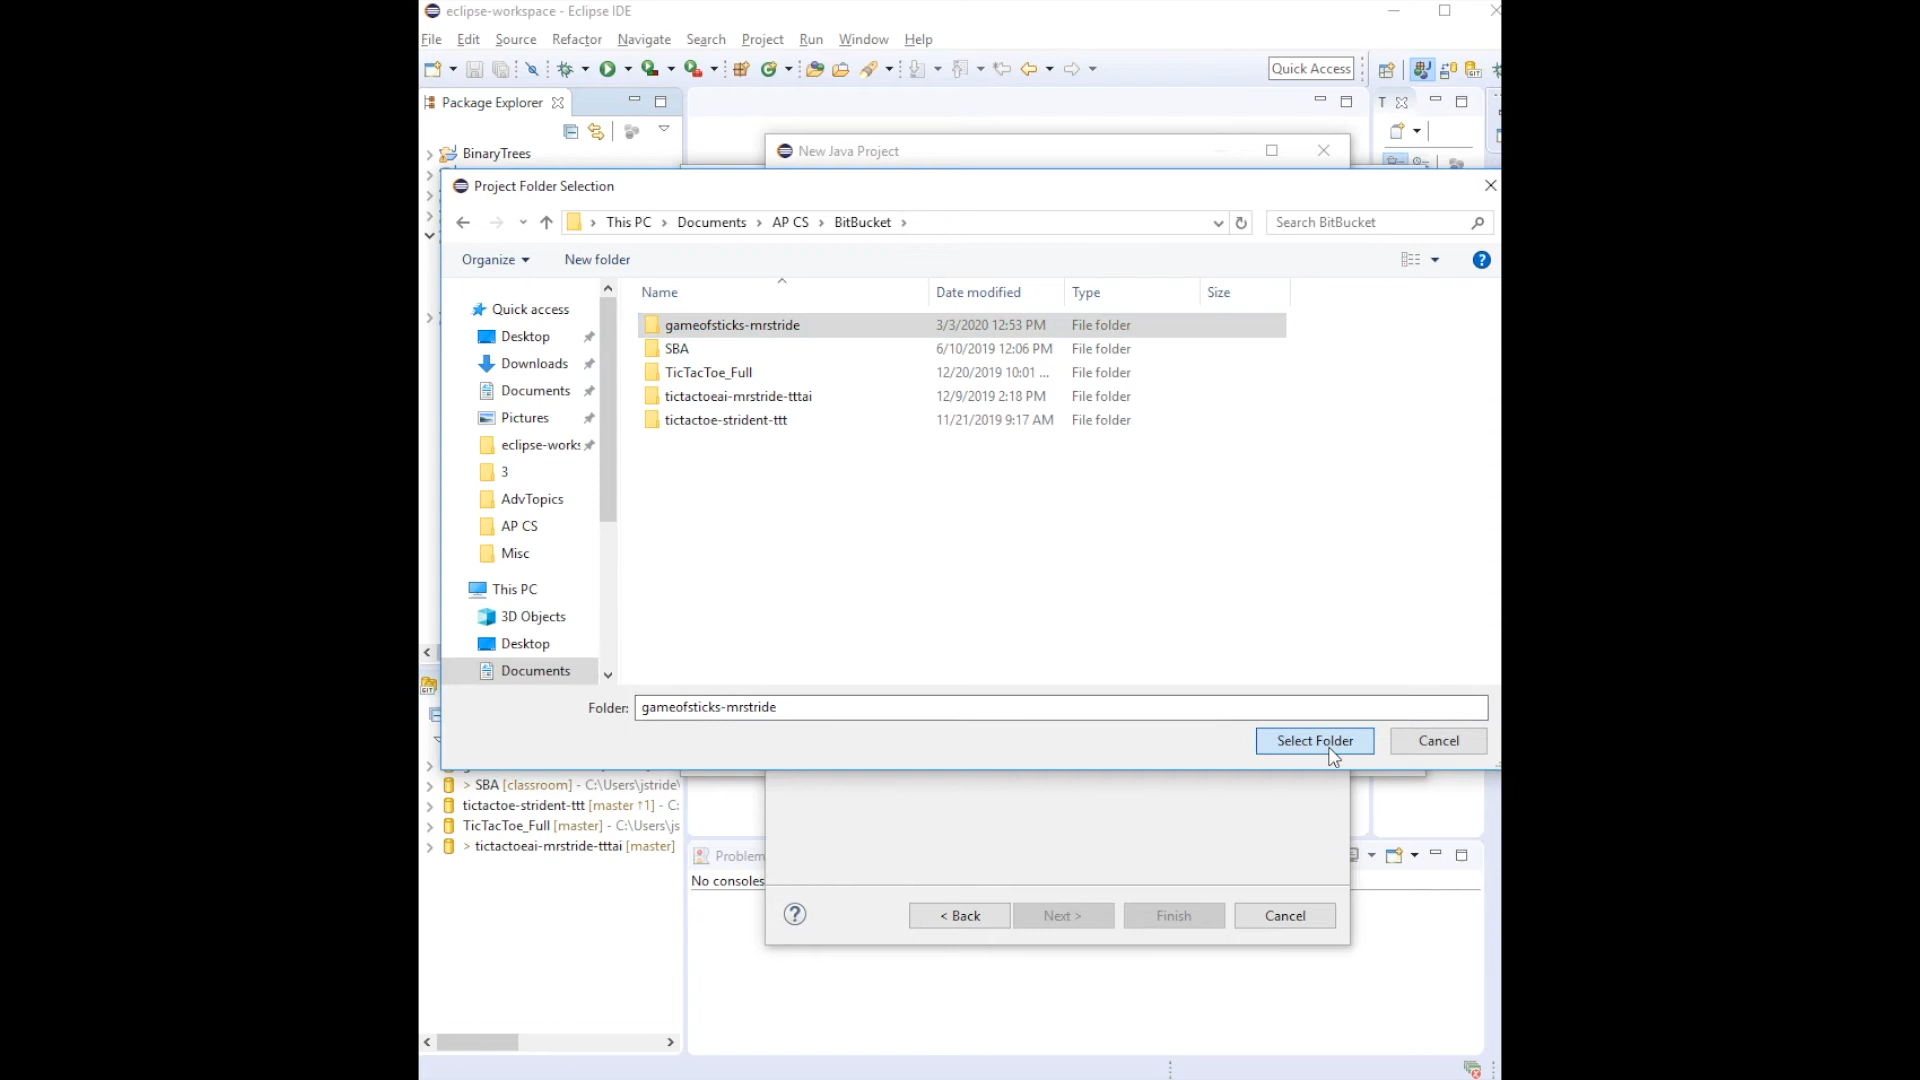 eclipse-workspace - Eclipse IDE
File Edit Source Refactor Navigate Search Project Run Window Help
Quick Access
Package Explorer
T
BinaryTrees
New Java Project
Project Folder Selection
This PC > Documents > AP CS > BitBucket >
Search BitBucket
Organize New folder
Name Date modified Type Size
gameofsticks-mrstride 3/3/2020 12:53 PM File folder
SBA 6/10/2019 12:06 PM File folder
TicTacToe_Full 12/20/2019 10:01 ... File folder
tictactoeai-mrstride-tttai 12/9/2019 2:18 PM File folder
tictactoe-strident-ttt 11/21/2019 9:17 AM File folder
Quick access
Desktop
Downloads
Documents
Pictures
eclipse-works
3
AdvTopics
AP CS
Misc
This PC
3D Objects
Desktop
Documents
Folder: gameofsticks-mrstride
Select Folder Cancel
> SBA [classroom] - C:\Users\jstride\
tictactoe-strident-ttt [master ↑1] - C:
TicTacToe_Full [master] - C:\Users\js
> tictactoeai-mrstride-tttai [master]
Problem
No consoles
< Back Next > Finish Cancel